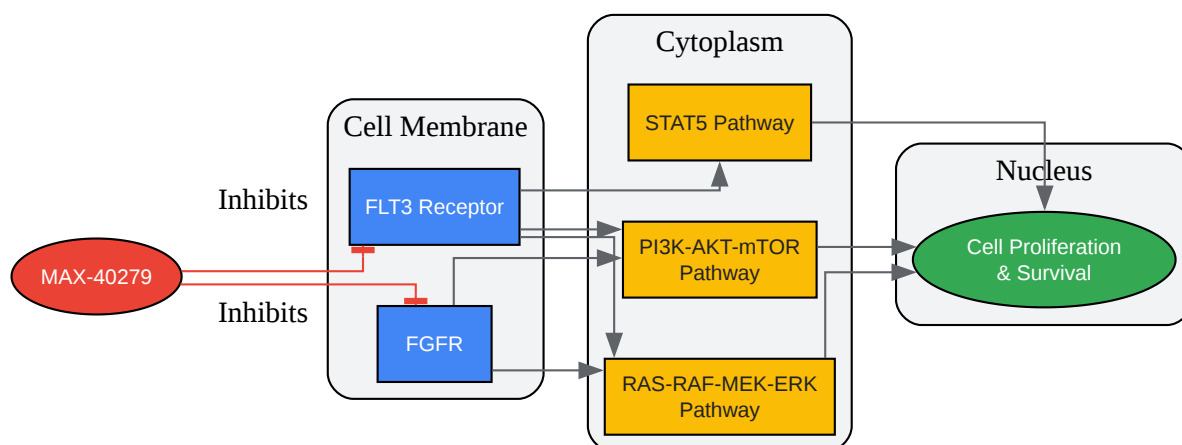 Cytoplasm
Cell Membrane
STAT5 Pathway
Nucleus
Inhibits
FLT3 Receptor
MAX-40279
PI3K-AKT-mTOR
Pathway
Cell Proliferation
& Survival
Inhibits
FGFR
RAS-RAF-MEK-ERK
Pathway